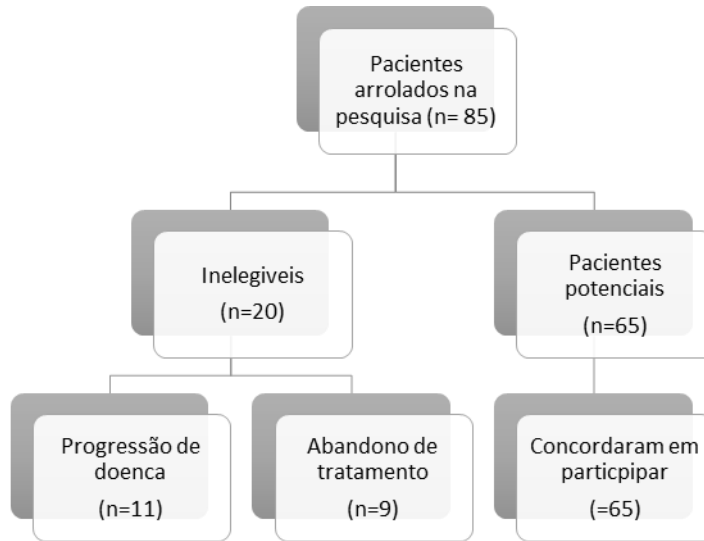 Pacientes
arrolados na
pesquisa (n= 85)
Inelegiveis
(n=20)
Pacientes
potenciais
(n=65)
Progressão de
doenca
(n=11)
Abandono de
tratamento
(n=9)
Concordaram em
particpipar
(=65)